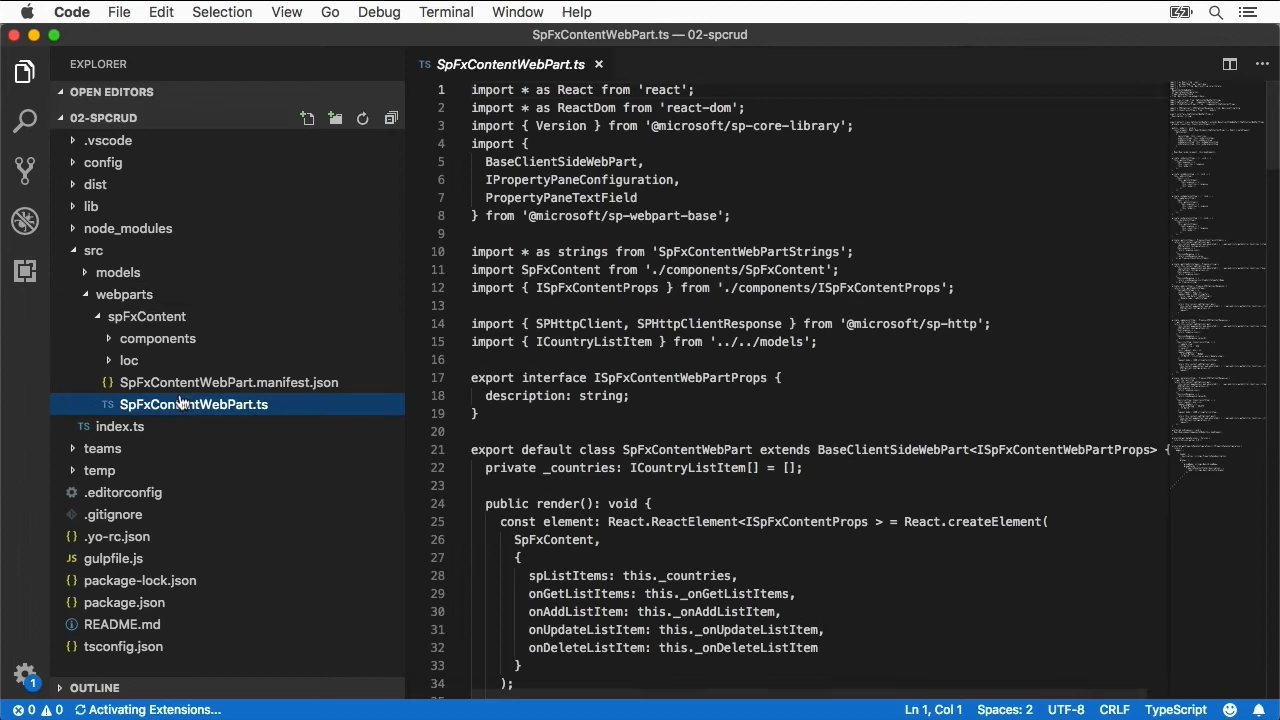 Code File Edit Selection View Go Debug Terminal Window Help
SpFxContentWebPart.ts — 02-spcrud
EXPLORER
OPEN EDITORS
02-SPCRUD
.vscode
config
dist
lib
node_modules
src
models
webparts
spFxContent
components
loc
{} SpFxContentWebPart.manifest.json
TS SpFxContentWebPart.ts
TS index.ts
teams
temp
.editorconfig
.gitignore
.yo-rc.json
JS gulpfile.js
{} package-lock.json
{} package.json
README.md
tsconfig.json
OUTLINE
TS SpFxContentWebPart.ts ×
1 import * as React from 'react';
2 import * as ReactDom from 'react-dom';
3 import { Version } from '@microsoft/sp-core-library';
4 import {
5 BaseClientSideWebPart,
6 IPropertyPaneConfiguration,
7 PropertyPaneTextField
8 } from '@microsoft/sp-webpart-base';
9
10 import * as strings from 'SpFxContentWebPartStrings';
11 import SpFxContent from './components/SpFxContent';
12 import { ISpFxContentProps } from './components/ISpFxContentProps';
13
14 import { SPHttpClient, SPHttpClientResponse } from '@microsoft/sp-http';
15 import { ICountryListItem } from '../../models';
16
17 export interface ISpFxContentWebPartProps {
18 description: string;
19 }
20
21 export default class SpFxContentWebPart extends BaseClientSideWebPart<ISpFxContentWebPartProps> {
22 private _countries: ICountryListItem[] = [];
23
24 public render(): void {
25 const element: React.ReactElement<ISpFxContentProps > = React.createElement(
26 SpFxContent,
27 {
28 spListItems: this._countries,
29 onGetListItems: this._onGetListItems,
30 onAddListItem: this._onAddListItem,
31 onUpdateListItem: this._onUpdateListItem,
32 onDeleteListItem: this._onDeleteListItem
33 }
34 );
1
0 0 Activating Extensions... Ln 1, Col 1 Spaces: 2 UTF-8 CRLF TypeScript